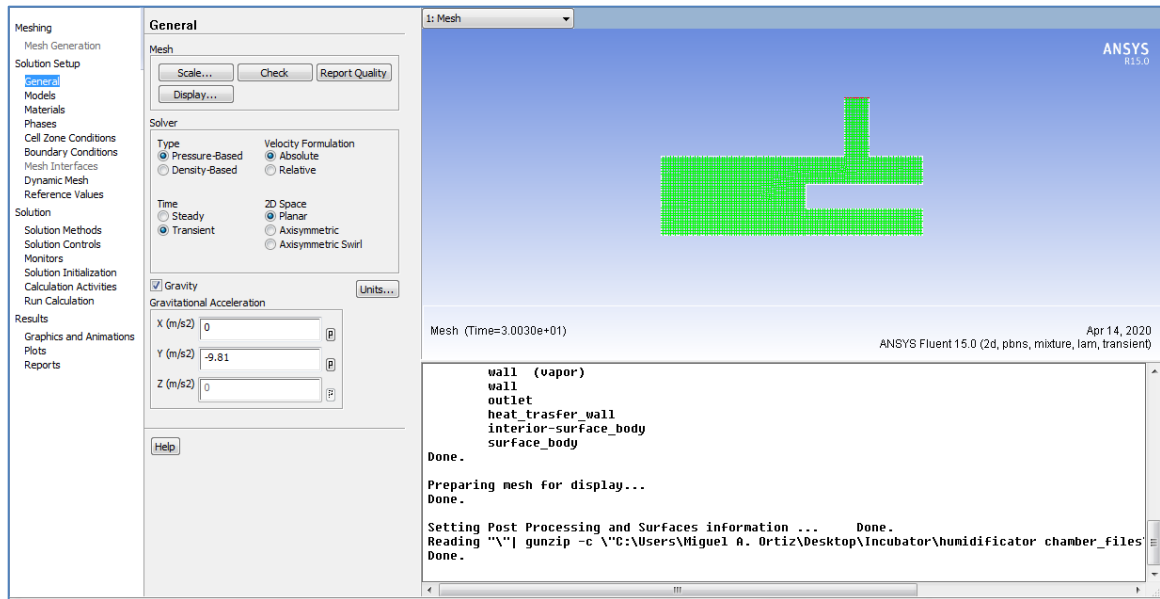 Meshing
Mesh Generation
Solution Setup
General
Models
Materials
Phases
Cell Zone Conditions
Boundary Conditions
Mesh Interfaces
Dynamic Mesh
Reference Values
Solution
Solution Methods
Solution Controls
Monitors
Solution Initialization
Calculation Activities
Run Calculation
Results
Graphics and Animations
Plots
Reports
General
Mesh
Scale... Check Report Quality
Display...
Solver
Type Velocity Formulation
Pressure-Based Absolute
Density-Based Relative
Time 2D Space
Steady Planar
Transient Axisymmetric
Axisymmetric Swirl
Gravity Units...
Gravitational Acceleration
X (m/s2) 0 P
Y (m/s2) -9.81 P
Z (m/s2) 0 P
Help
1: Mesh
ANSYS
R15.0
Mesh (Time=3.0030e+01) Apr 14, 2020
ANSYS Fluent 15.0 (2d, pbns, mixture, lam, transient)
wall (vapor)
wall
outlet
heat_trasfer_wall
interior-surface_body
surface_body
Done.
Preparing mesh for display...
Done.
Setting Post Processing and Surfaces information ... Done.
Reading "\"| gunzip -c \"C:\Users\Miguel A. Ortiz\Desktop\Incubator\humidificator chamber_files\
Done.